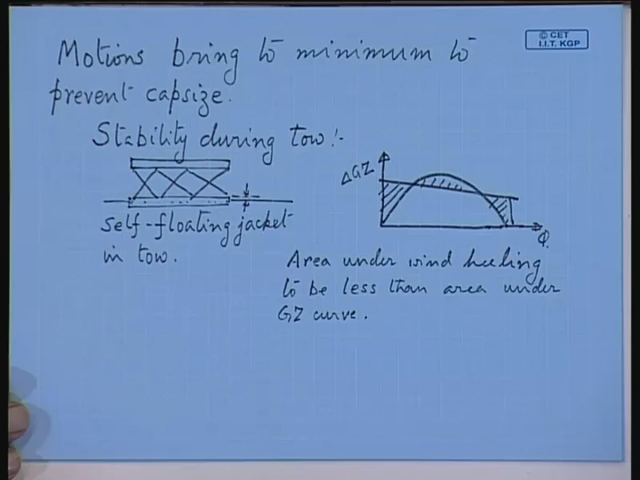 © CET
I.I.T. KGP
Motions bring to minimum to
prevent capsize.
Stability during tow :-
ΔGZ
self-floating jacket
in tow.
Φ
Area under wind heeling
to be less than area under
GZ curve.